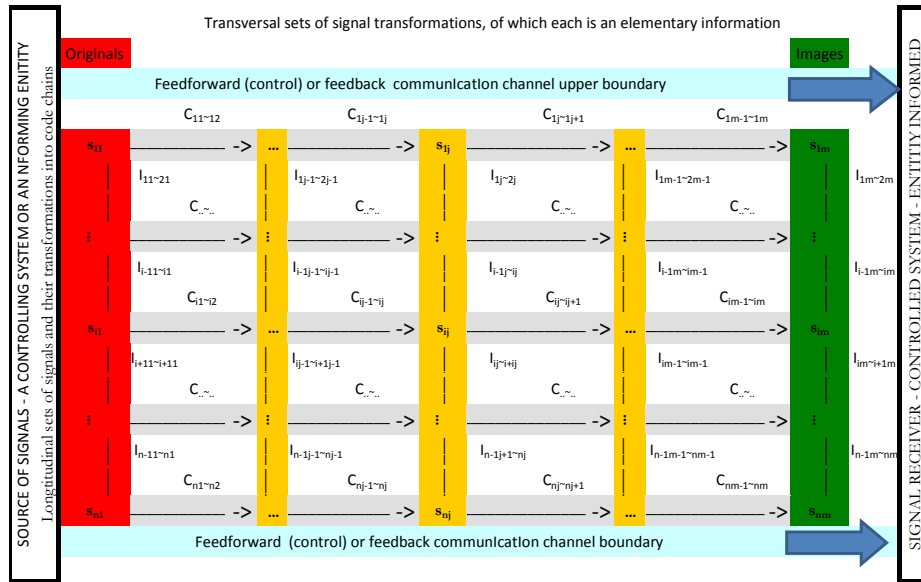 Transversal sets of signal transformations, of which each is an elementary information
SOURCE OF SIGNALS - A CONTROLLING SYSTEM OR AN NFORMING ENITITY
Longtitudinal sets of signals and their transformations into code chains
Originals
Images
Feedforward (control) or feedback communIcatIon channel upper boundary
C11~12 C1j-1~1j C1j~1j+1 C1m-1~1m
s11 -> ... -> s1j -> ... -> s1m
I11~21 I1j-1~2j-1 I1j~2j I1m-1~2m-1 I1m~2m
C..~.. C..~.. C..~.. C..~..
⋮ -> ⋮ -> ⋮ -> ⋮ -> ⋮
Ii-11~i1 Ii-1j-1~ij-1 Ii-1j~ij Ii-1m~im-1 Ii-1m~im
Ci1~i2 Cij-1~ij Cij~ij+1 Cim-1~im
si1 -> ... -> sij -> ... -> sim
Ii+11~i+11 Iij-1~i+1j-1 Iij~i+ij Iim-1~im-1 Iim~i+1m
C..~.. C..~.. C..~.. C..~..
⋮ -> ⋮ -> ⋮ -> ⋮ -> ⋮
In-11~n1 In-1j-1~nj-1 In-1j+1~nj In-1m-1~nm-1 In-1m~nm
Cn1~n2 Cnj-1~nj Cnj~nj+1 Cnm-1~nm
sn1 -> ... -> snj -> ... -> snm
Feedforward (control) or feedback communIcatIon channel boundary
SIGNAL RECEIVER - CONTROLLED SYSTEM - ENTITIY INFORMED